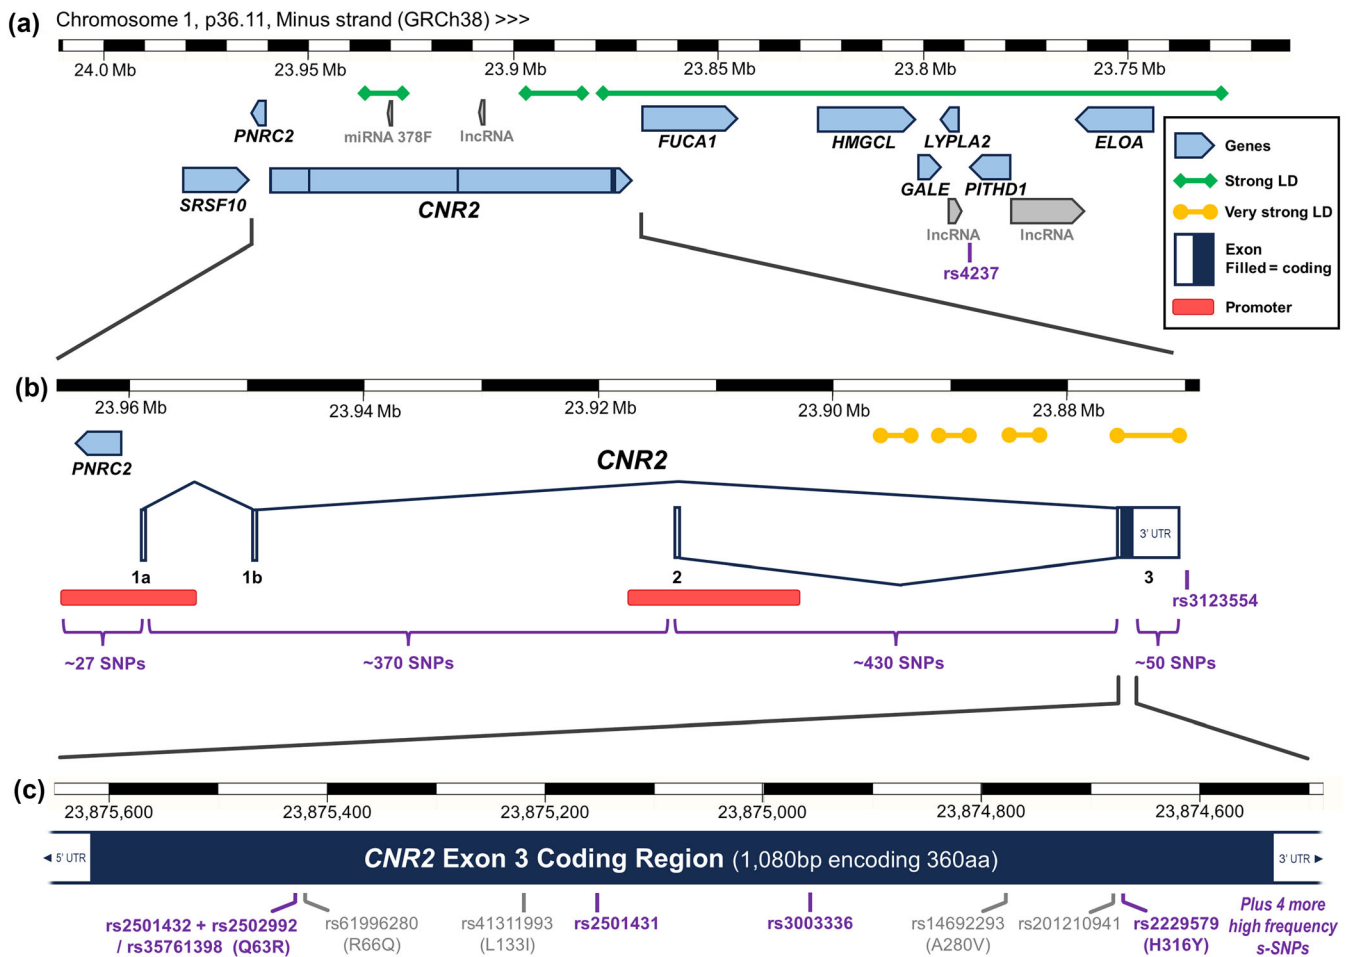 (a) Chromosome 1, p36.11, Minus strand (GRCh38) >>>
24.0 Mb 23.95 Mb 23.9 Mb 23.85 Mb 23.8 Mb 23.75 Mb
PNRC2 miRNA 378F lncRNA FUCA1 HMGCL LYPLA2 ELOA
SRSF10 CNR2 GALE PITHD1
lncRNA lncRNA
rs4237
Genes
Strong LD
Very strong LD
Exon
Filled = coding
Promoter
(b)
23.96 Mb 23.94 Mb 23.92 Mb 23.90 Mb 23.88 Mb
PNRC2 CNR2
3' UTR
1a 1b 2 3
rs3123554
~27 SNPs ~370 SNPs ~430 SNPs ~50 SNPs
(c)
23,875,600 23,875,400 23,875,200 23,875,000 23,874,800 23,874,600
◄ 5' UTR CNR2 Exon 3 Coding Region (1,080bp encoding 360aa) 3' UTR ►
rs2501432 + rs2502992 rs61996280 rs41311993 rs2501431 rs3003336 rs14692293 rs201210941 rs2229579 Plus 4 more
/ rs35761398 (Q63R) (R66Q) (L133I) (A280V) (H316Y) high frequency
s-SNPs